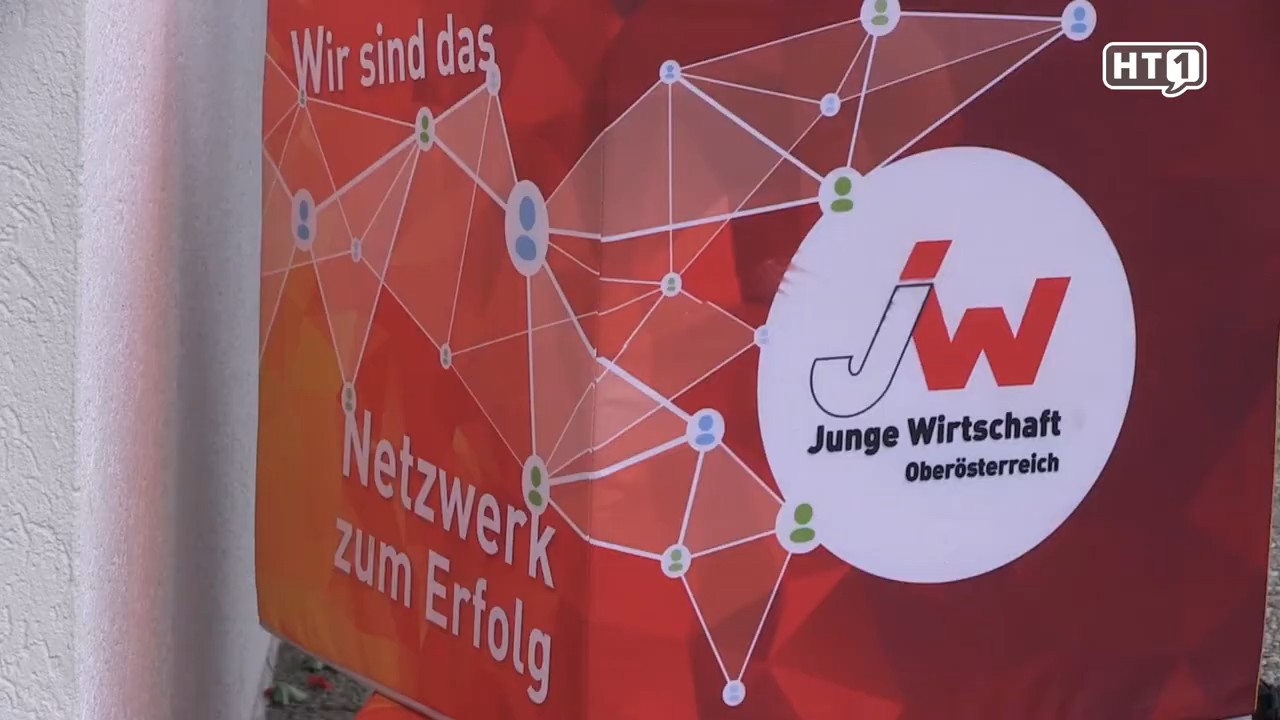 Wir sind das
HT1
jw
Junge Wirtschaft
Oberösterreich
Netzwerk
zum Erfolg